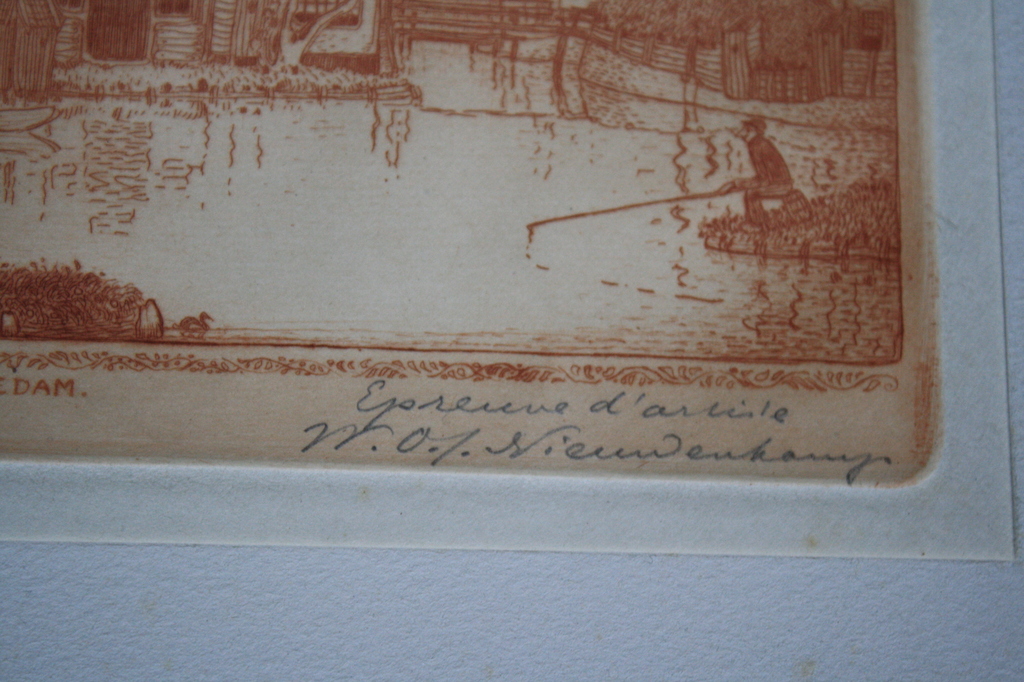 EDAM.
Epreuve d'artiste
W. O. J. Nieuwenkamp.